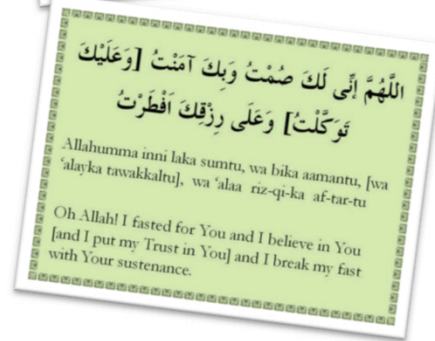 اللَّهُمَّ إِنِّى لَكَ صُمْتُ وَبِكَ آمَنْتُ [وَعَلَيْكَ
تَوَكَّلْتُ] وَعَلَى رِزْقِكَ اَفْطَرْتُ
Allahumma inni laka sumtu, wa bika aamantu, [wa
‘alayka tawakkaltu], wa ‘alaa riz-qi-ka af-tar-tu
Oh Allah! I fasted for You and I believe in You
[and I put my Trust in You] and I break my fast
with Your sustenance.